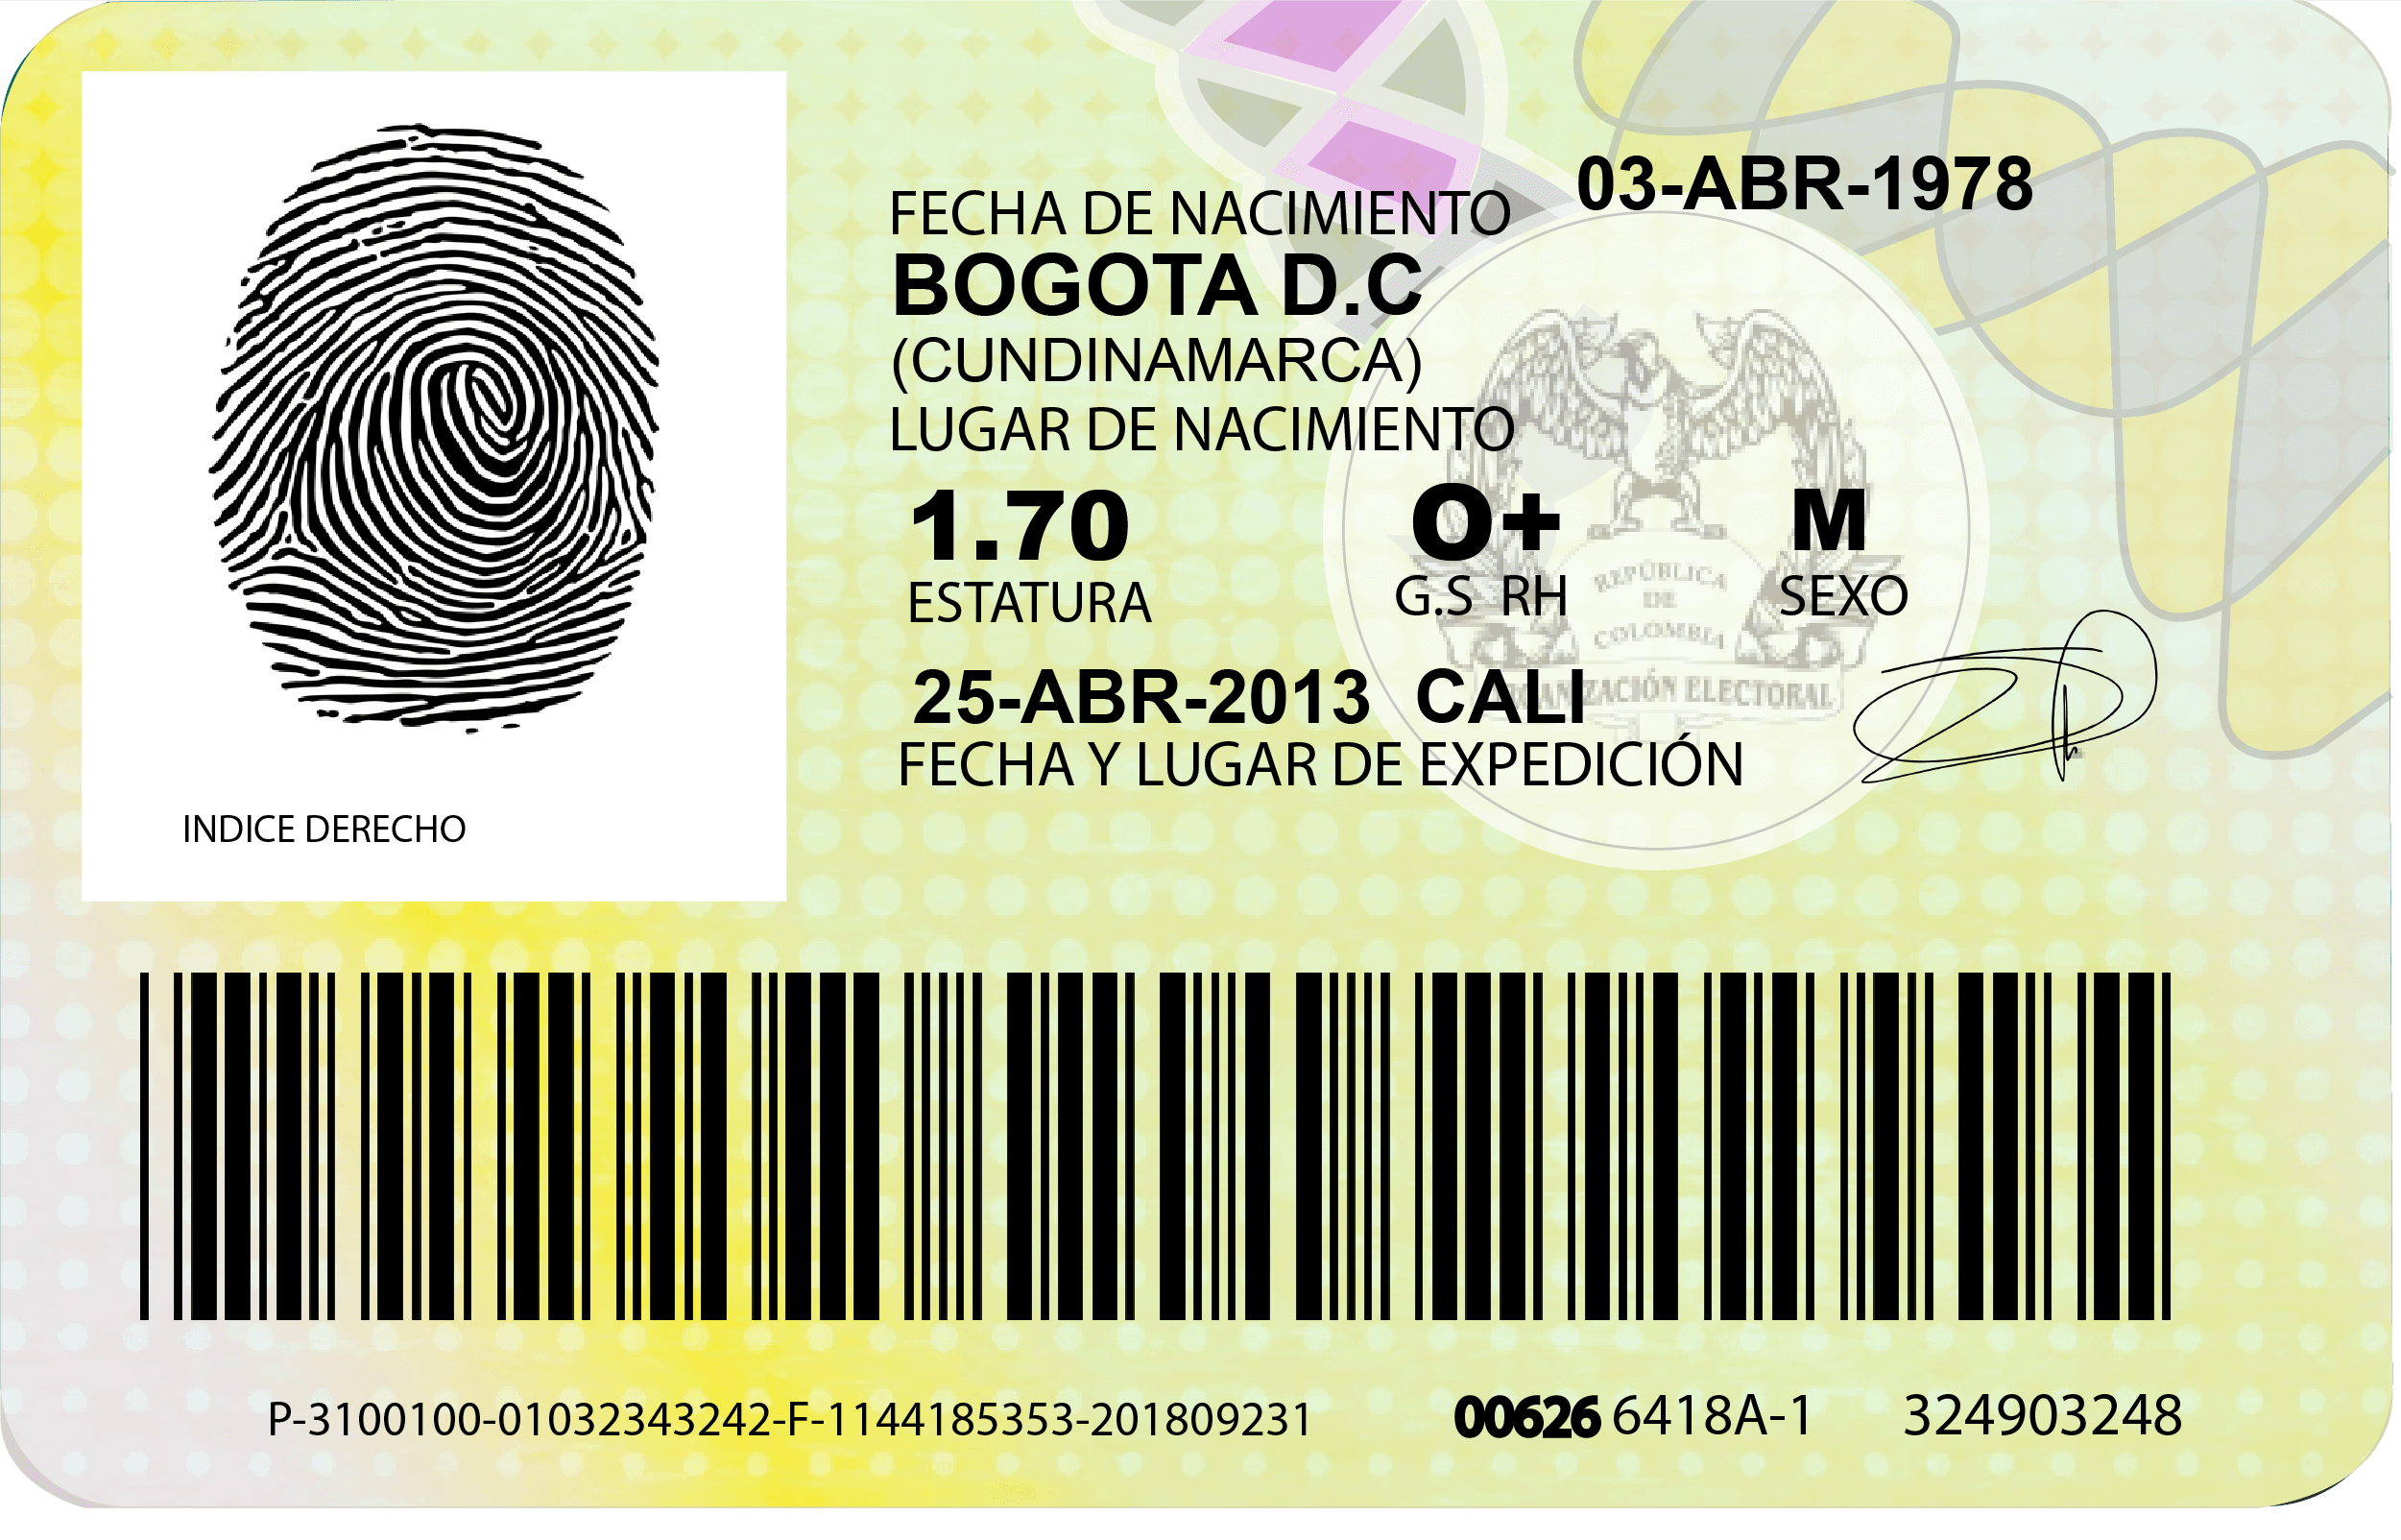 03-ABR-1978
FECHA DE NACIMIENTO
BOGOTA D.C
(CUNDINAMARCA)
LUGAR DE NACIMIENTO
1.70 O+ M
ESTATURA G.S RH SEXO
REPÚBLICA
DE
COLOMBIA
25-ABR-2013 CALI
ORGANIZACIÓN ELECTORAL
FECHA Y LUGAR DE EXPEDICIÓN
INDICE DERECHO
P-3100100-01032343242-F-1144185353-201809231 00626 6418A-1 324903248